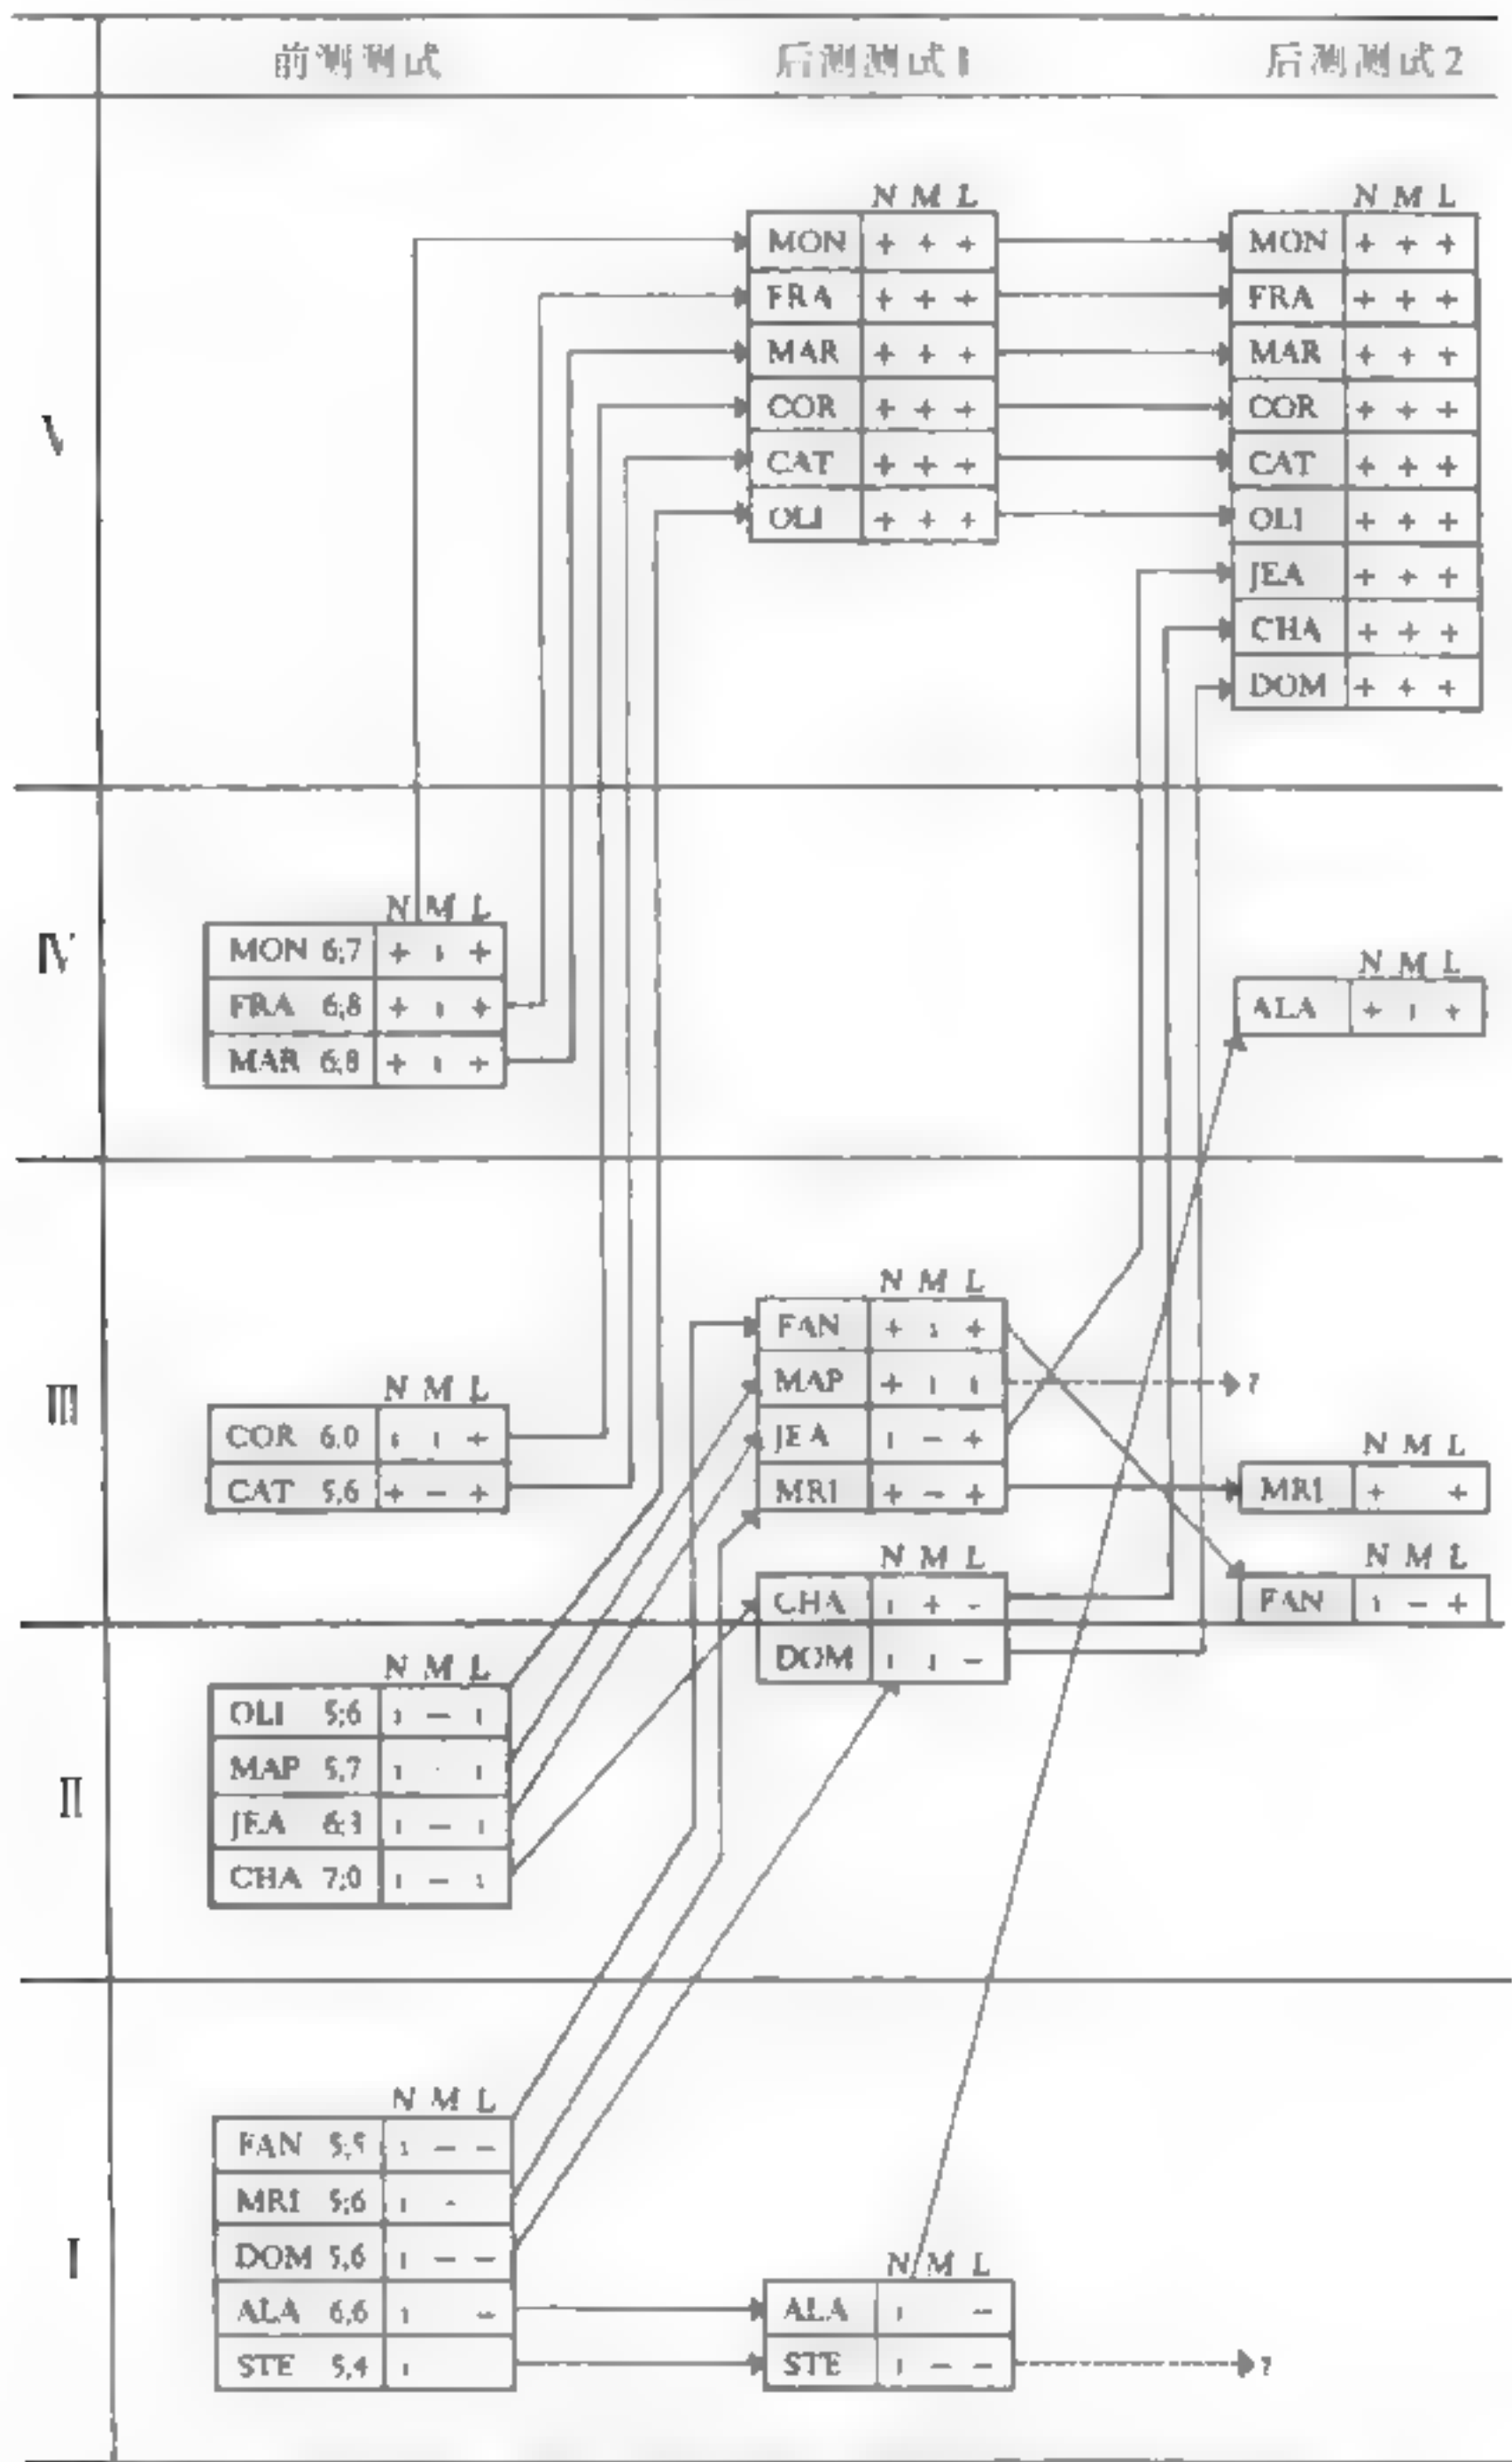 前测测试 后测测试1 后测测试2
N M L N M L
MON + + + MON + + +
FRA + + + FRA + + +
MAR + + + MAR + + +
V COR + + + COR + + +
CAT + + + CAT + + +
OLI + + + OLI + + +
JEA + + +
CHA + + +
DOM + + +
N M L
IV MON 6;7 + ı + N M L
FRA 6;8 + ı + ALA + ı +
MAR 6;8 + ı +
N M L
FAN + ı +
N M L MAP + ı ı ?
III COR 6,0 ı ı + JEA ı − + N M L
CAT 5,6 + − + MRI + − + MRI + +
N M L N M L
CHA ı + - FAN ı − +
N M L DOM ı ı −
OLI 5;6 ı − ı
MAP 5,7 ı · ı
II JEA 6;1 ı − ı
CHA 7;0 ı − ı
N M L
FAN 5,5 ı − −
MRI 5;6 ı -
I DOM 5,6 ı − − N M L
ALA 6,6 ı − ALA ı −
STE 5,4 ı STE ı − − ?